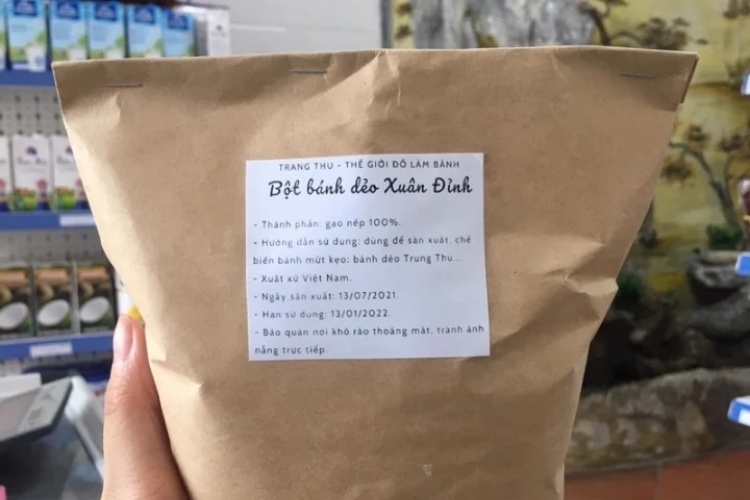 TRANG THU - THẾ GIỚI ĐỒ LÀM BÁNH
Bột bánh dẻo Xuân Đỉnh
- Thành phần: gạo nếp 100%.
- Hướng dẫn sử dụng: dùng để sản xuất, chế
biến bánh mứt kẹo; bánh dẻo Trung Thu...
- Xuất xứ Việt Nam.
- Ngày sản xuất: 13/07/2021.
- Hạn sử dụng: 13/01/2022.
- Bảo quản nơi khô ráo thoáng mát, tránh ánh
nắng trực tiếp.